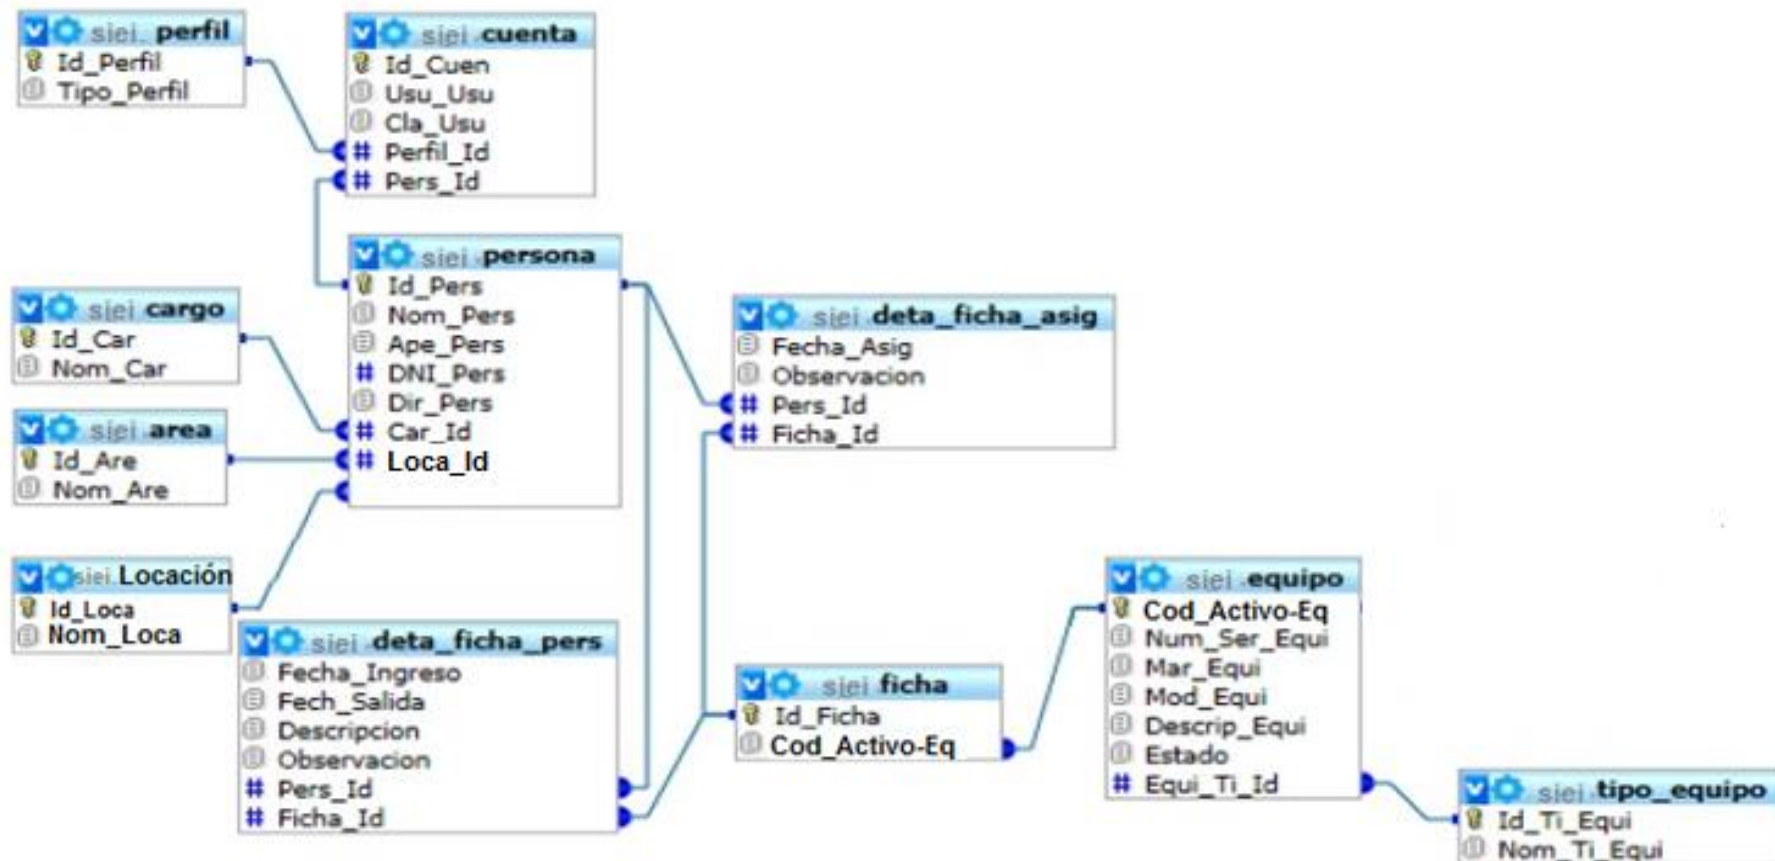 siei. perfil
Id_Perfil
Tipo_Perfil
siei .cuenta
Id_Cuen
Usu_Usu
Cla_Usu
Perfil_Id
Pers_Id
siei .persona
Id_Pers
Nom_Pers
Ape_Pers
DNI_Pers
Dir_Pers
Car_Id
Loca_Id
siei cargo
Id_Car
Nom_Car
siei .area
Id_Are
Nom_Are
siei.Locación
Id_Loca
Nom_Loca
siei .deta_ficha_asig
Fecha_Asig
Observacion
Pers_Id
Ficha_Id
siei .deta_ficha_pers
Fecha_Ingreso
Fech_Salida
Descripcion
Observacion
Pers_Id
Ficha_Id
siei ficha
Id_Ficha
Cod_Activo-Eq
siei .equipo
Cod_Activo-Eq
Num_Ser_Equi
Mar_Equi
Mod_Equi
Descrip_Equi
Estado
Equi_Ti_Id
siei .tipo_equipo
Id_Ti_Equi
Nom_Ti_Equi